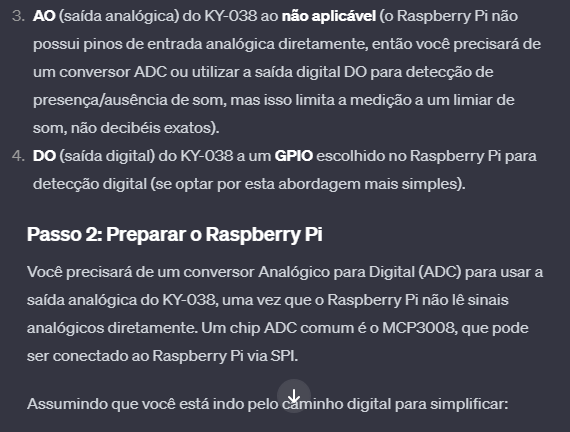 3. AO (saída analógica) do KY-038 ao não aplicável (o Raspberry Pi não
possui pinos de entrada analógica diretamente, então você precisará de
um conversor ADC ou utilizar a saída digital DO para detecção de
presença/ausência de som, mas isso limita a medição a um limiar de
som, não decibéis exatos).
4. DO (saída digital) do KY-038 a um GPIO escolhido no Raspberry Pi para
detecção digital (se optar por esta abordagem mais simples).
Passo 2: Preparar o Raspberry Pi
Você precisará de um conversor Analógico para Digital (ADC) para usar a
saída analógica do KY-038, uma vez que o Raspberry Pi não lê sinais
analógicos diretamente. Um chip ADC comum é o MCP3008, que pode
ser conectado ao Raspberry Pi via SPI.
Assumindo que você está indo pelo caminho digital para simplificar: